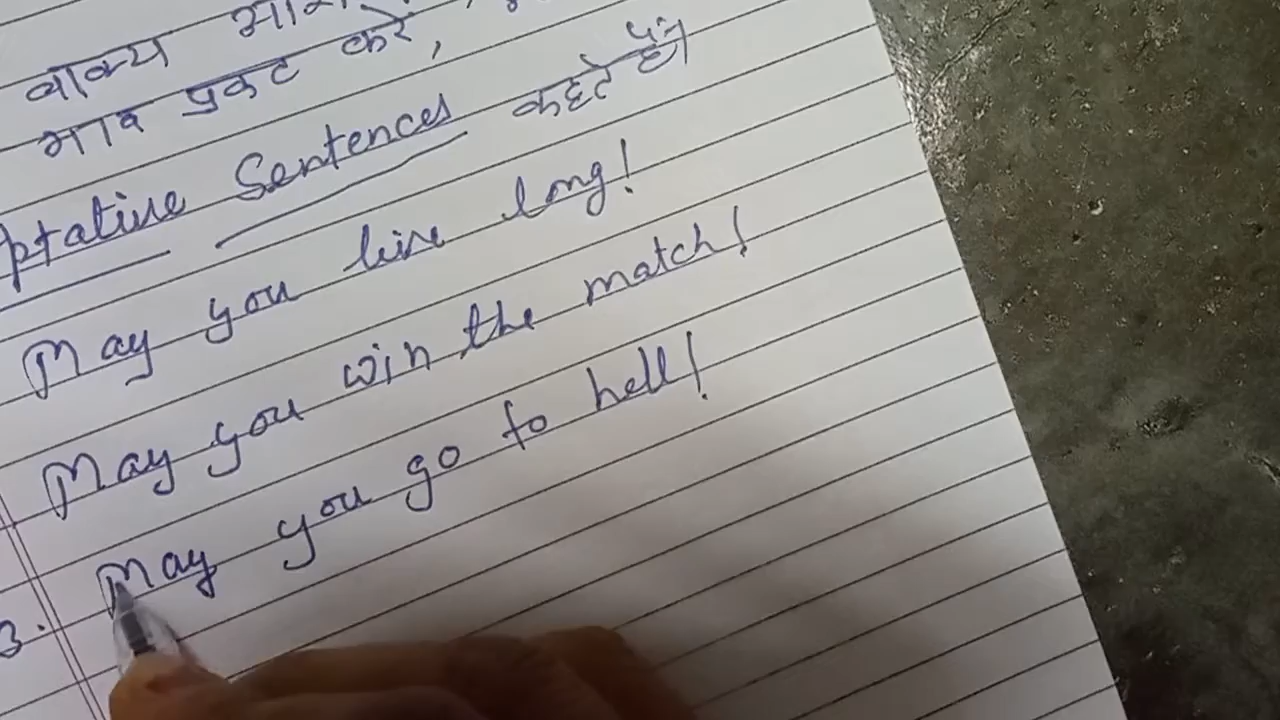 वाक्य
भाव प्रकट करे,
ptative Sentences कहते हैं।
May you live long!
May you win the match!
May you go to hell!
3.